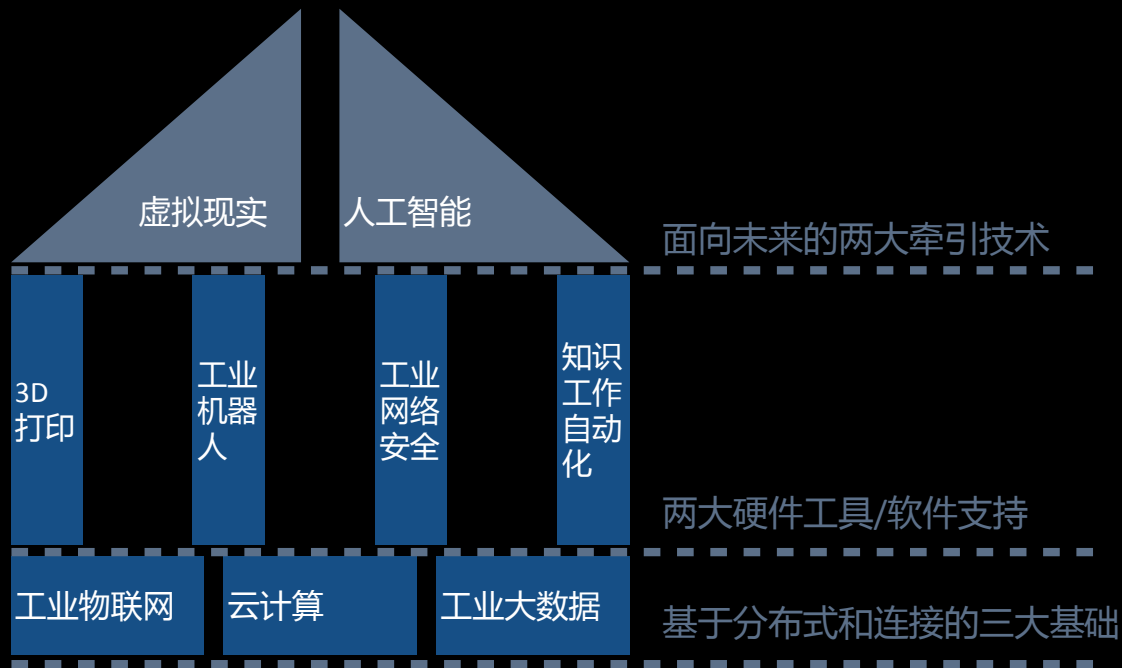 虚拟现实
人工智能
面向未来的两大牵引技术
3D
打印
工业
机器
人
工业
网络
安全
知识
工作
自动
化
两大硬件工具/软件支持
工业物联网
云计算
工业大数据
基于分布式和连接的三大基础